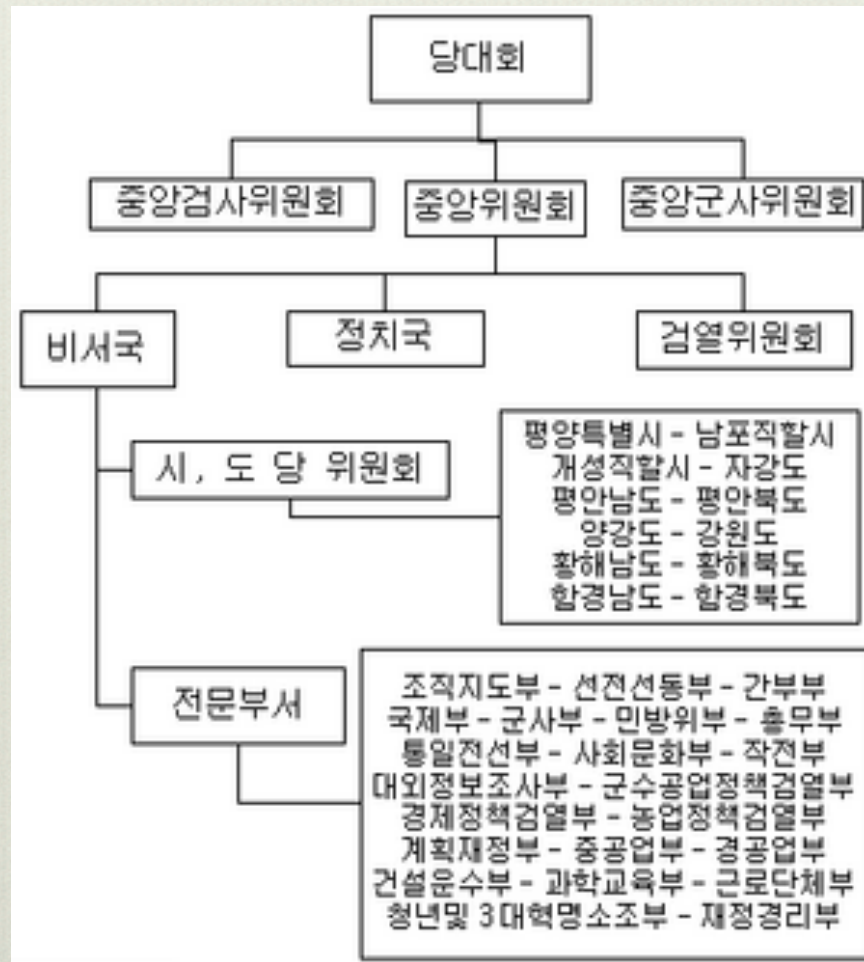 당대회
중앙검사위원회
중앙위원회
중앙군사위원회
비서국
정치국
검열위원회
시, 도 당 위원회
평양특별시 - 남포직할시
개성직할시 - 자강도
평안남도 - 평안북도
양강도 - 강원도
황해남도 - 황해북도
함경남도 - 함경북도
전문부서
조직지도부 - 선전선동부 - 간부부
국제부 - 군사부 - 민방위부 - 총무부
통일전선부 - 사회문화부 - 작전부
대외정보조사부 - 군수공업정책검열부
경제정책검열부 - 농업정책검열부
계획재정부 - 중공업부 - 경공업부
건설운수부 - 과학교육부 - 근로단체부
청년및 3대혁명소조부 - 재정경리부